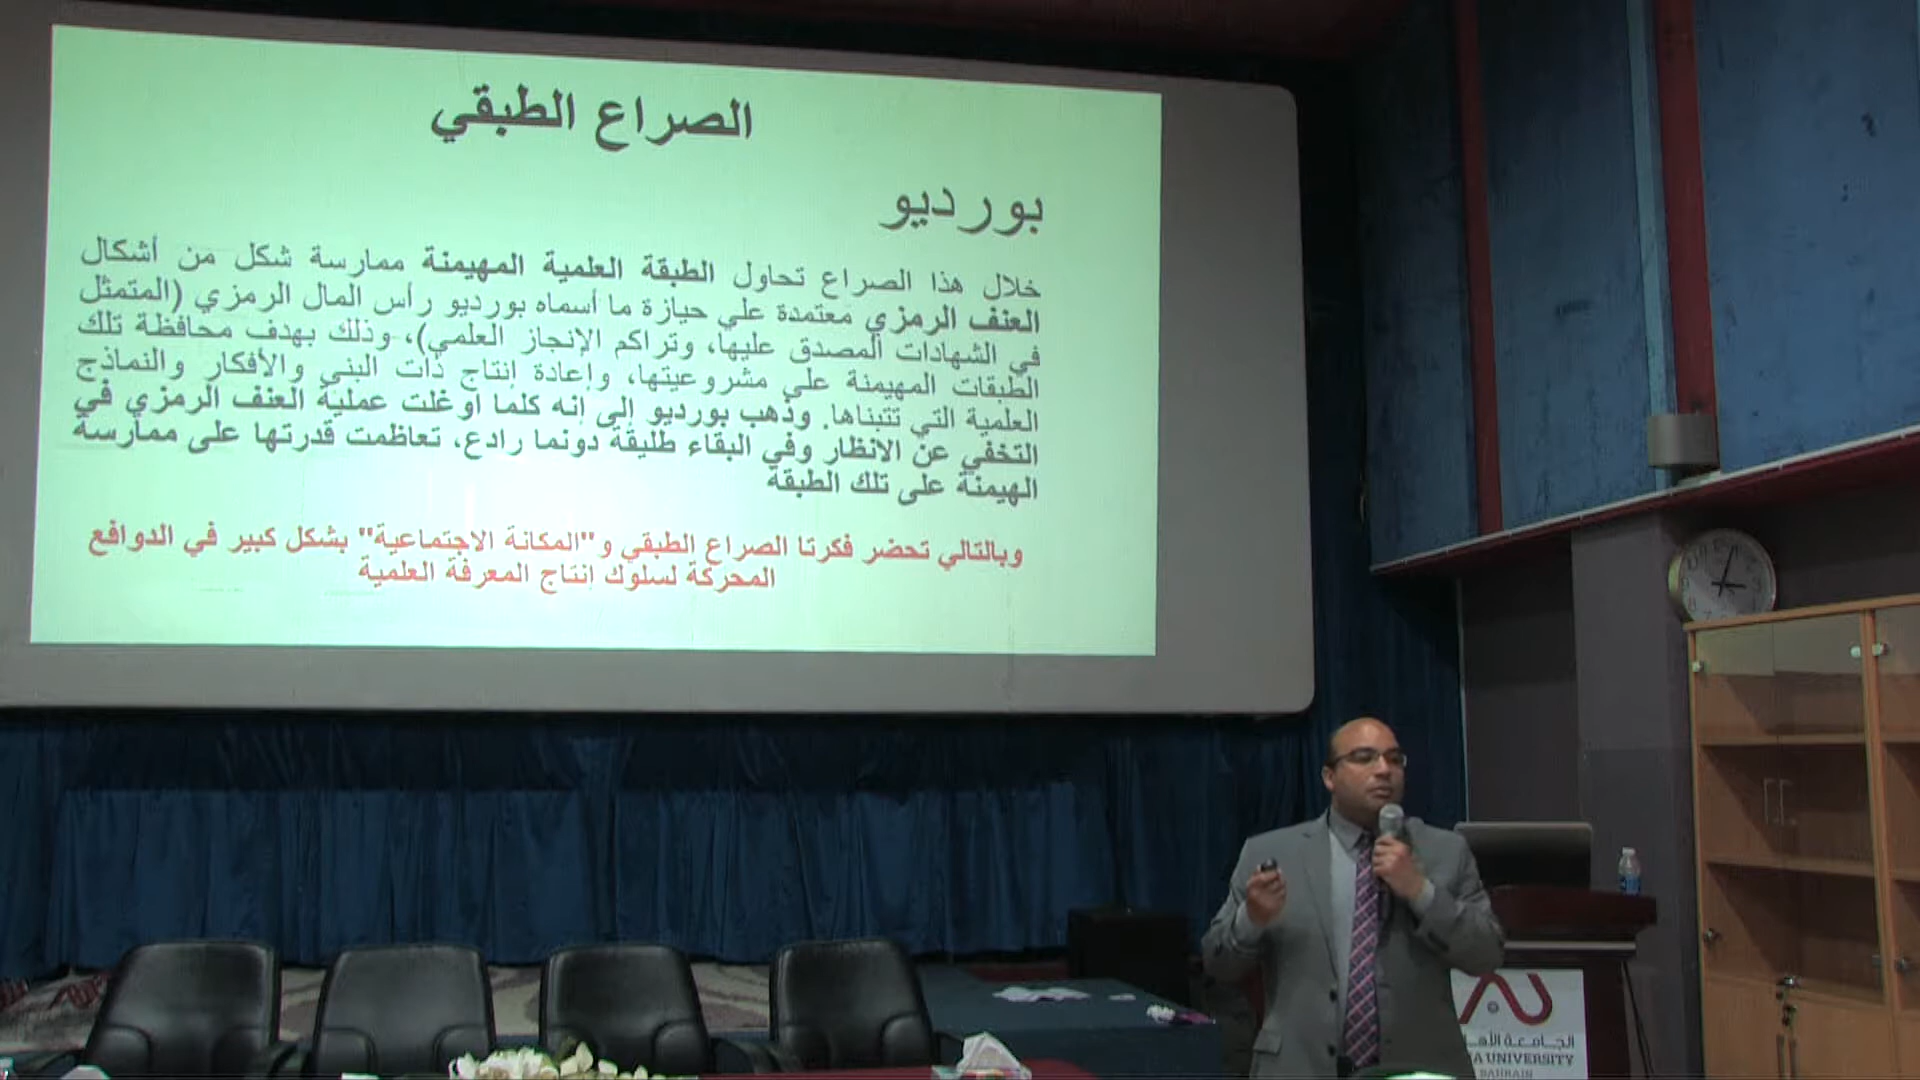 الصراع الطبقي
بورديو
خلال هذا الصراع تحاول الطبقة العلمية المهيمنة ممارسة شكل من أشكال
العنف الرمزي معتمدة علي حيازة ما أسماه بورديو رأس المال الرمزي (المتمثل
في الشهادات المصدق عليها، وتراكم الإنجاز العلمي)، وذلك بهدف محافظة تلك
الطبقات المهيمنة علي مشروعيتها، وإعادة إنتاج ذات البني والأفكار والنماذج
العلمية التي تتبناها. وذهب بورديو إلى إنه كلما اوغلت عملية العنف الرمزي في
التخفي عن الانظار وفي البقاء طليقة دونما رادع، تعاظمت قدرتها على ممارسة
الهيمنة على تلك الطبقة
وبالتالي تحضر فكرتا الصراع الطبقي و"المكانة الاجتماعية" بشكل كبير في الدوافع
المحركة لسلوك إنتاج المعرفة العلمية
الجامعة الأهـ
IA UNIVERSITY
BAHRAIN